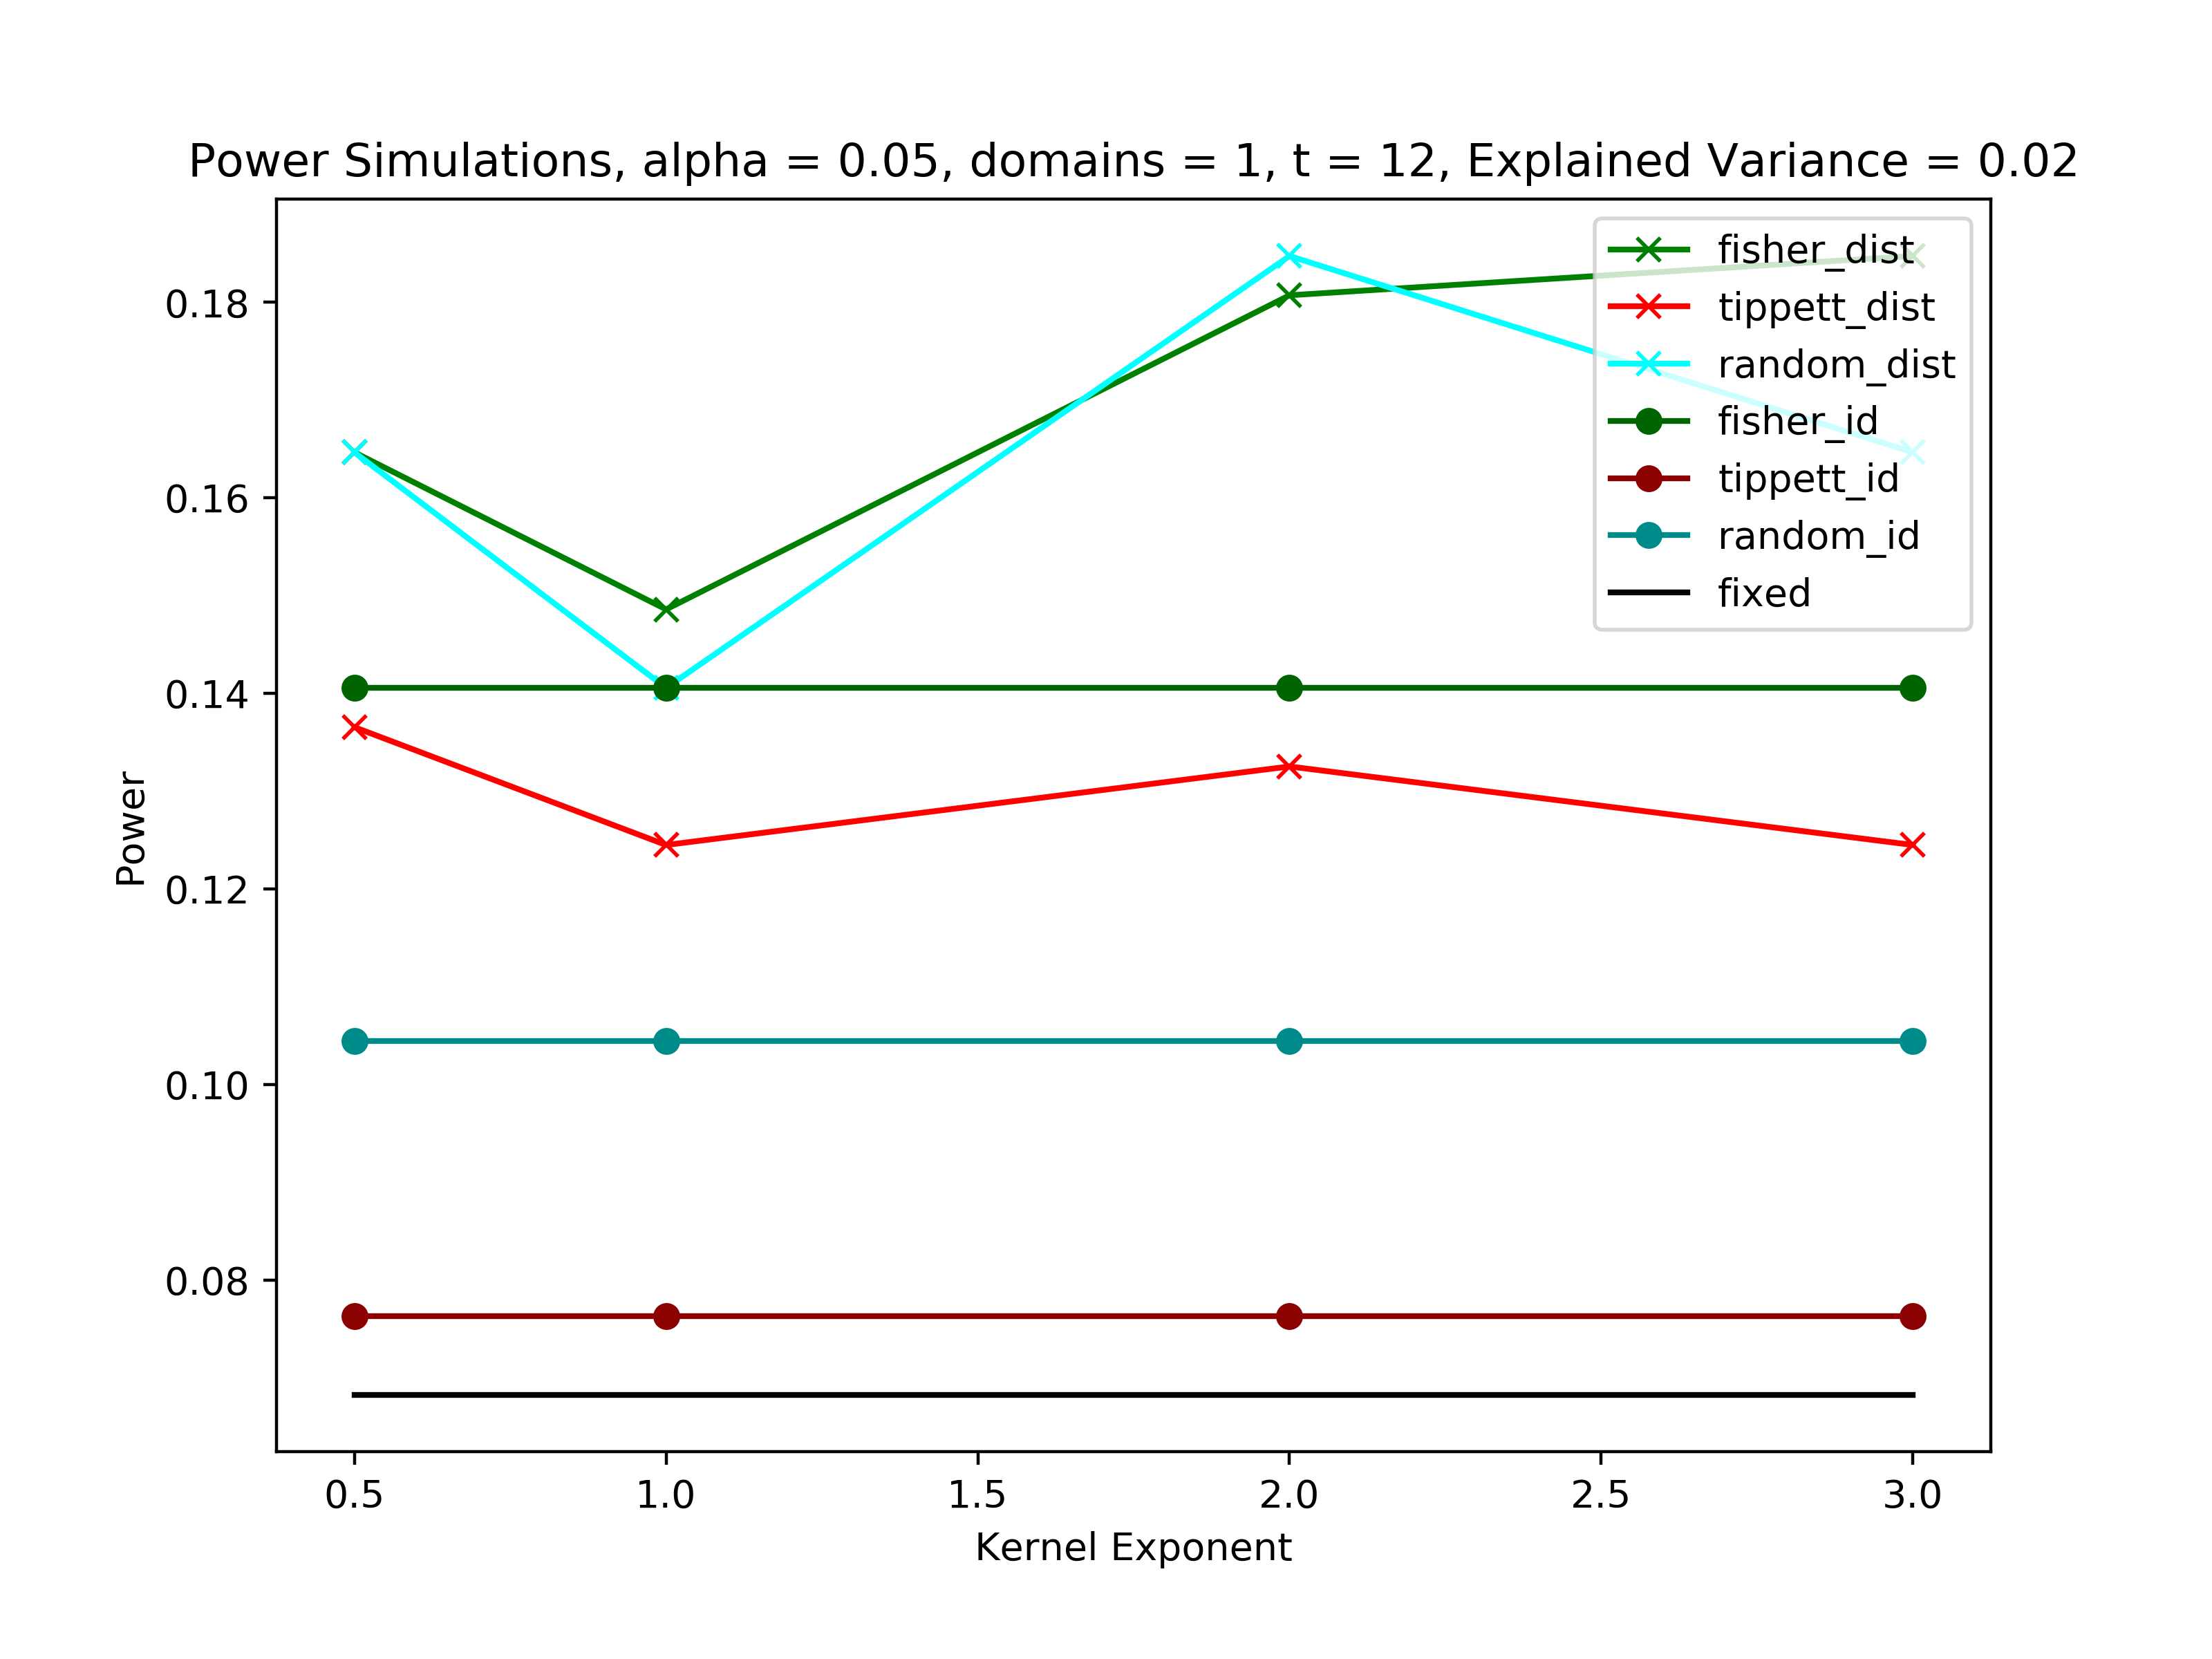 Power Simulations, alpha = 0.05, domains = 1, t = 12, Explained Variance = 0.02
fisher_dist
tippett_dist
random_dist
fisher_id
tippett_id
random_id
fixed
Power
0.18
0.16
0.14
0.12
0.10
0.08
0.5 1.0 1.5 2.0 2.5 3.0
Kernel Exponent